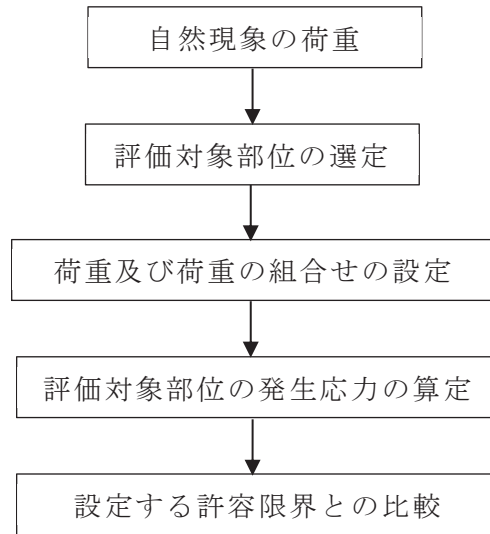 自然現象の荷重
評価対象部位の選定
荷重及び荷重の組合せの設定
評価対象部位の発生応力の算定
設定する許容限界との比較